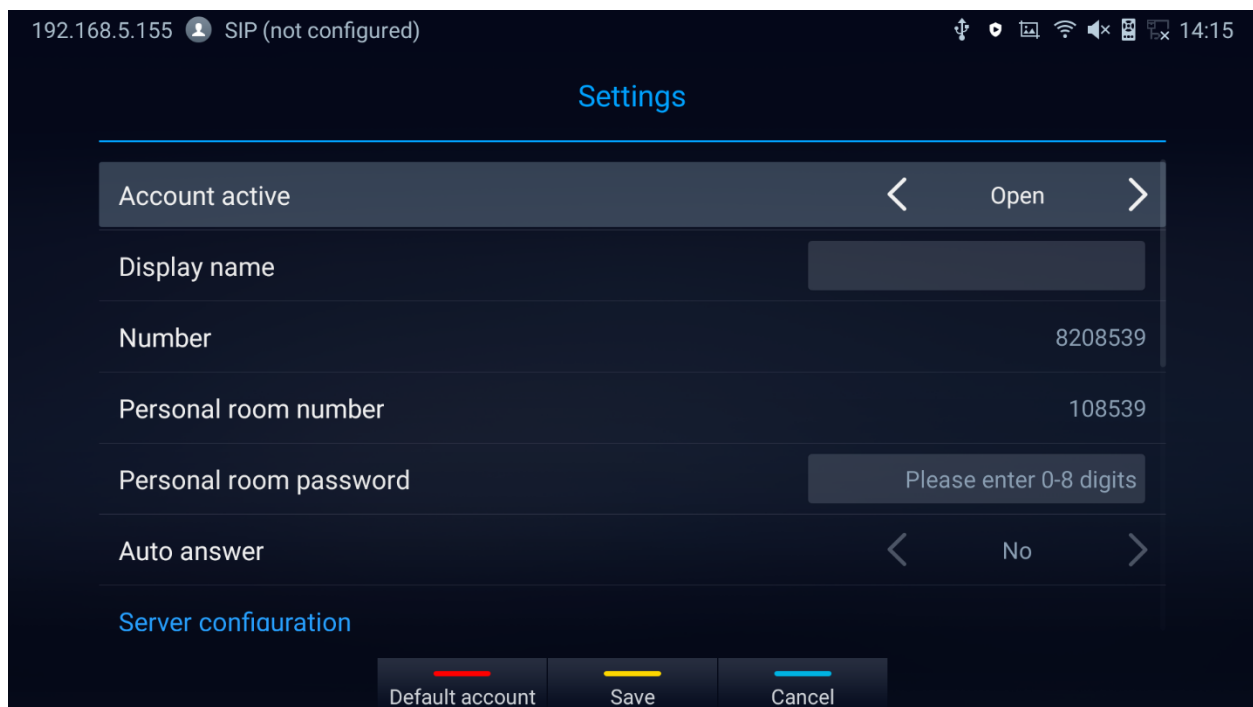 192.168.5.155 SIP (not configured) 14:15
Settings
Account active Open
Display name
Number 8208539
Personal room number 108539
Personal room password Please enter 0-8 digits
Auto answer No
Server configuration
Default account Save Cancel